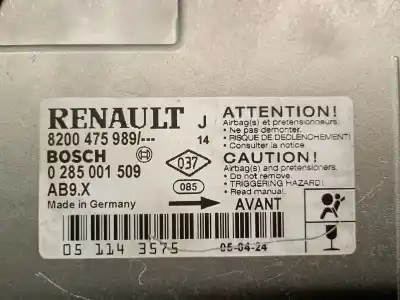 RENAULT J
8200 475 989/--- 14
BOSCH
0 285 001 509
AB9.X
Made in Germany
037
085
ATTENTION!
Airbag(s) et pretensionneurs.
• Ne pas demonter.
• RISQUE DE DECLENCHEMENT!
• Consulter la notice.
CAUTION!
Airbag(s) and pretensioners.
• Do not remove.
• TRIGGERING HAZARD!
• Read manual.
AVANT
05 114 3575 05-04-24